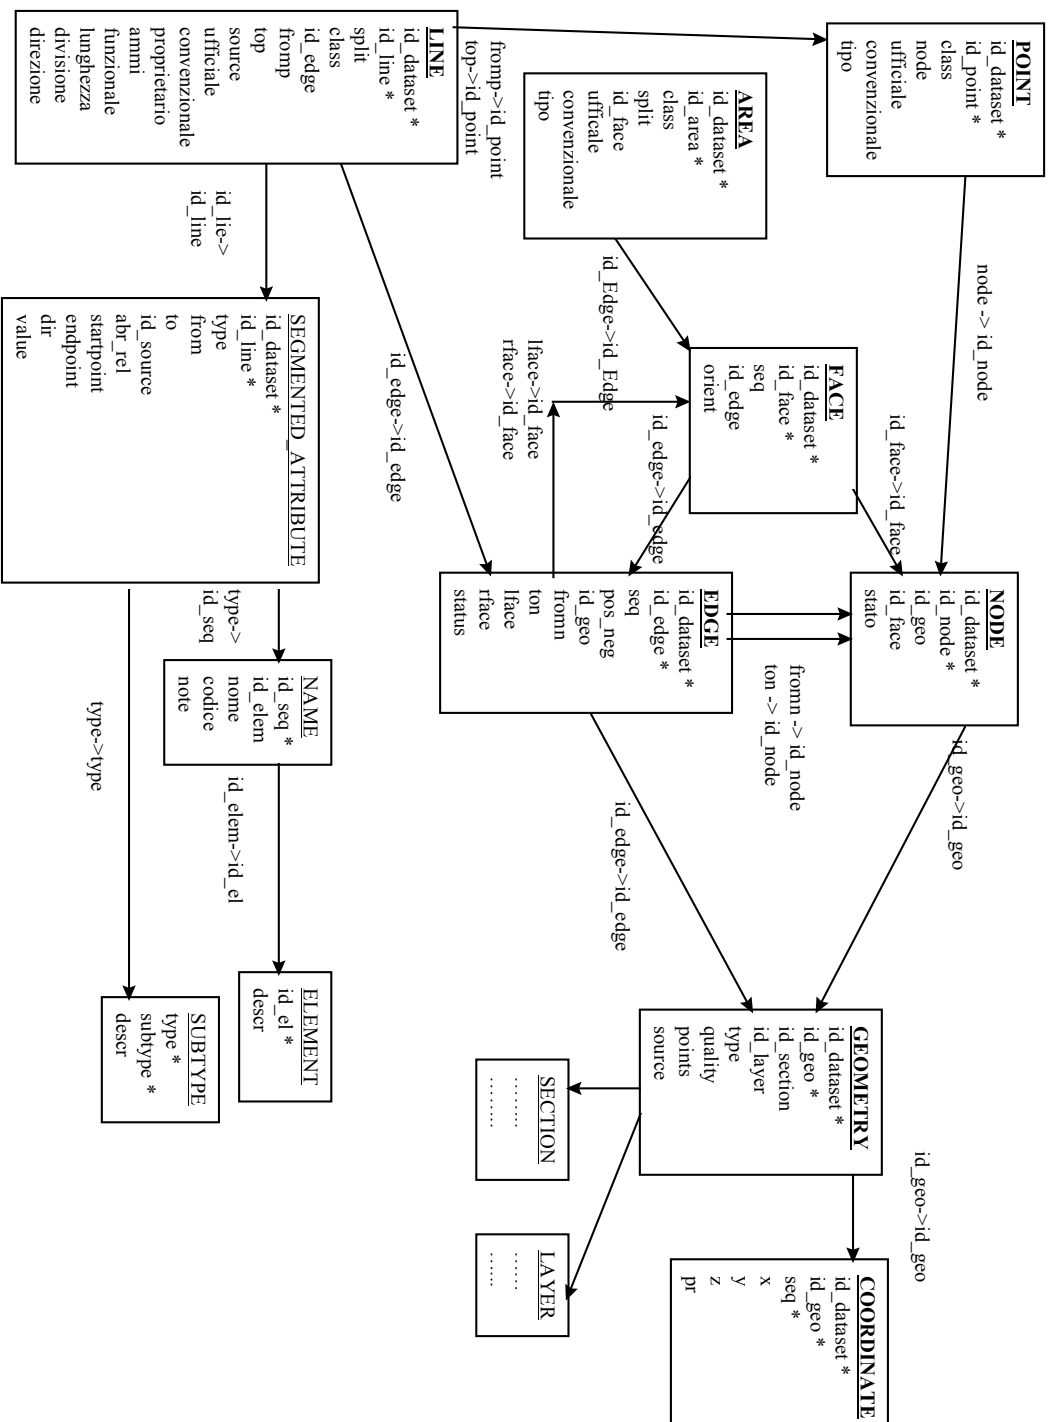 LINE
id_dataset *
id_line *
split
class
id_edge
fromp
top
source
ufficiale
convenzionale
proprietario
ammi
funzionale
lunghezza
divisione
direzione
fromp->id_point
top->id_point
POINT
id_dataset *
id_point *
class
node
ufficiale
convenzionale
tipo
AREA
id_dataset *
id_area *
class
split
id_face
ufficale
convenzionale
tipo
node -> id_node
id_Edge->id_Edge
id_lie->
id_line
id_edge->id_edge
FACE
id_dataset *
id_face *
seq
id_edge
orient
lface->id_face
rface->id_face
id_edge->id_edge
id_face->id_face
SEGMENTED_ATTRIBUTE
id_dataset *
id_line *
type
from
to
id_source
abr_rel
startpoint
endpoint
dir
value
NODE
id_dataset *
id_node *
id_geo
id_face
stato
EDGE
id_dataset *
id_edge *
seq
pos_neg
id_geo
fromn
ton
lface
rface
status
fromn -> id_node
ton -> id_node
id_geo->id_geo
id_edge->id_edge
type->
id_seq
NAME
id_seq *
id_elem
nome
codice
note
type->type
id_elem->id_el
ELEMENT
id_el *
descr
SUBTYPE
type *
subtype *
descr
GEOMETRY
id_dataset *
id_geo *
id_section
id_layer
type
quality
points
source
SECTION
........
........
LAYER
......
......
id_geo->id_geo
COORDINATE
id_dataset *
id_geo *
seq *
x
y
z
pr